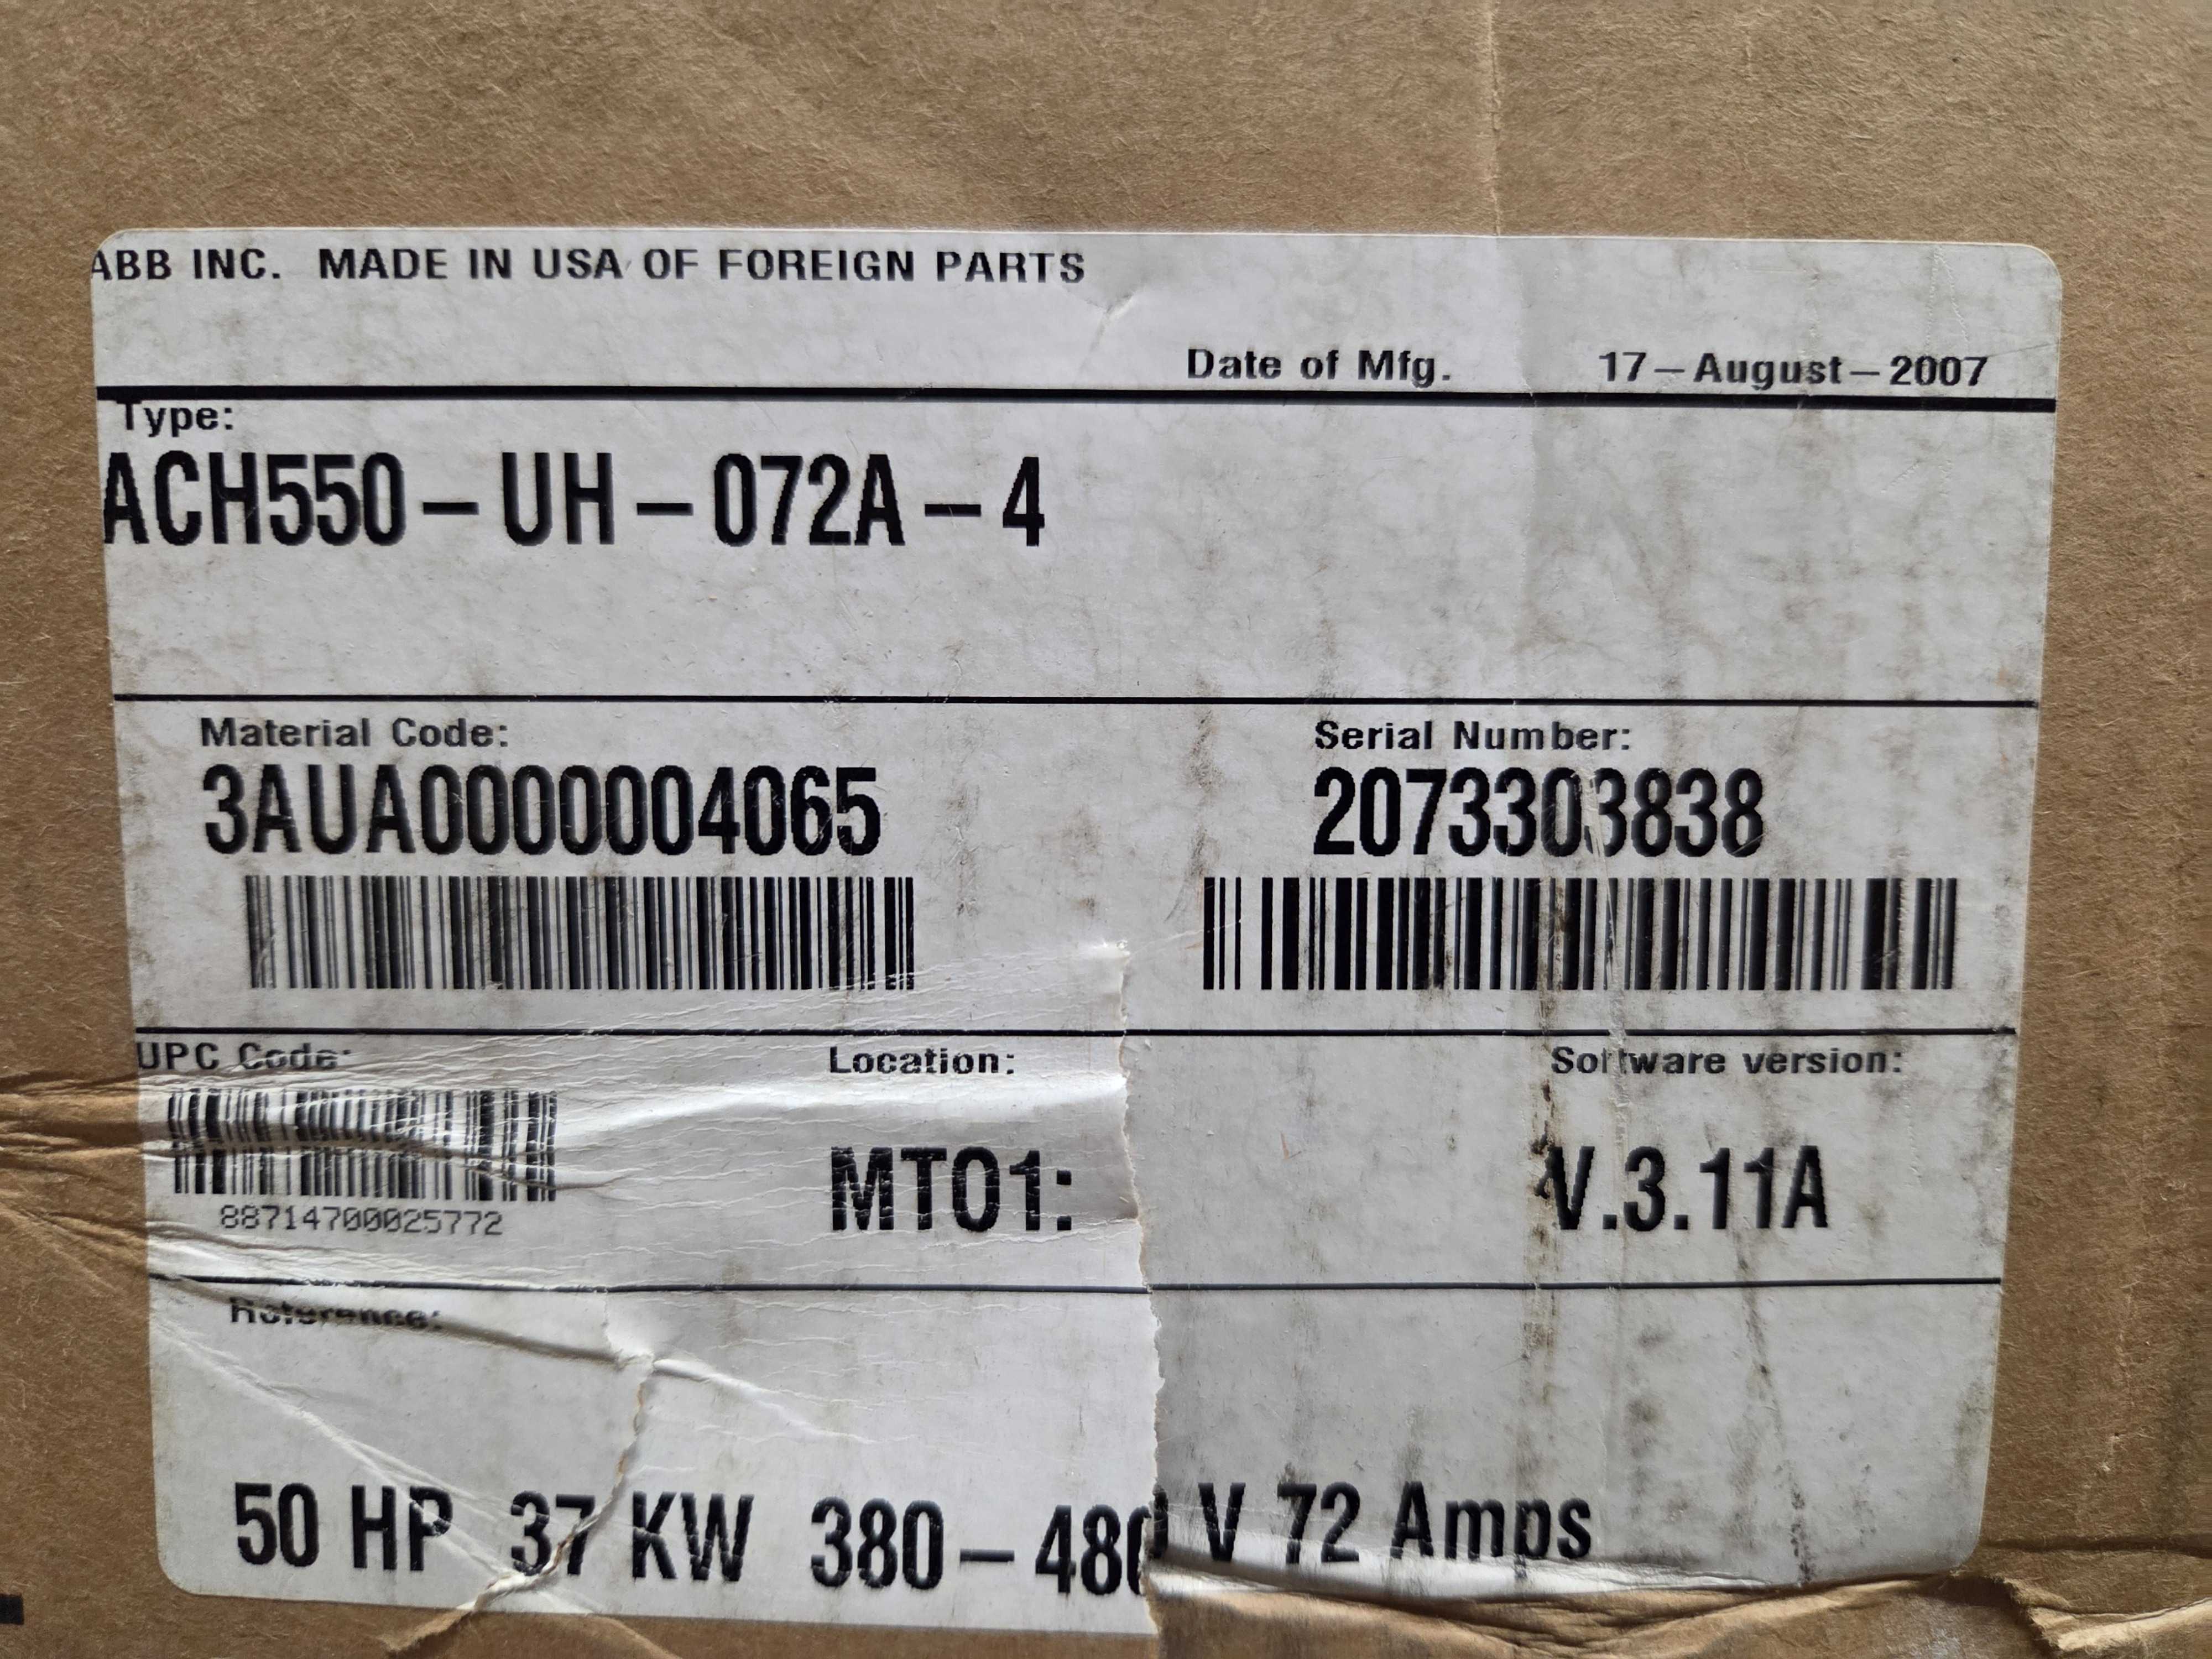 ABB INC. MADE IN USA OF FOREIGN PARTS
Date of Mfg. 17-August-2007
Type:
ACH550-UH-072A-4
Material Code: Serial Number:
3AUA0000004065 2073303838
UPC Code: Location: Software version:
MT01: V.3.11A
88714700025772
Reference:
50 HP 37 KW 380-480 V 72 Amps